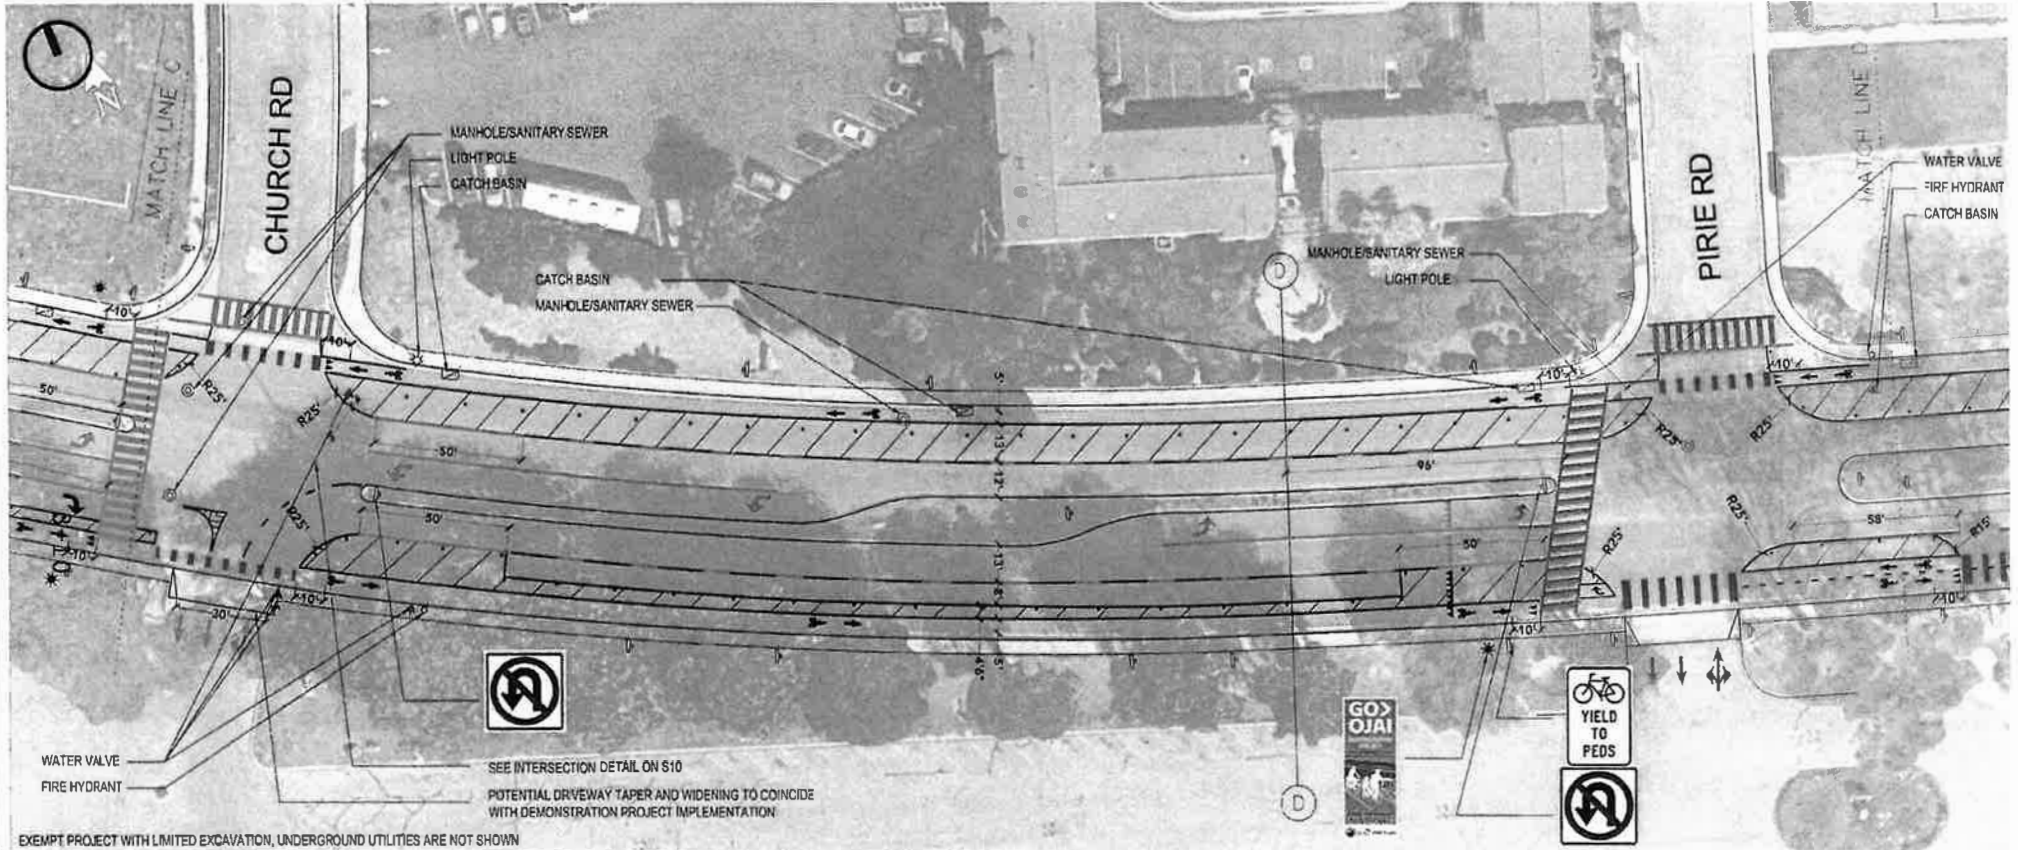 MATCH LINE C
CHURCH RD
MANHOLE/SANITARY SEWER
LIGHT POLE
CATCH BASIN
PIRIE RD
MATCH LINE D
WATER VALVE
FIRE HYDRANT
CATCH BASIN
CATCH BASIN
MANHOLE/SANITARY SEWER
MANHOLE/SANITARY SEWER
LIGHT POLE
D
10'
10'
10'
10'
50'
R25'
R25'
50'
5'
13'
12'
96'
R25'
R25'
R25'
50'
13'
5'
4'6"
50'
R25'
R25'
58'
R15'
10'
10'
10'
10'
WATER VALVE
FIRE HYDRANT
SEE INTERSECTION DETAIL ON S10
POTENTIAL DRIVEWAY TAPER AND WIDENING TO COINCIDE
WITH DEMONSTRATION PROJECT IMPLEMENTATION
D
GO>
OJAI
YIELD
TO
PEDS
EXEMPT PROJECT WITH LIMITED EXCAVATION, UNDERGROUND UTILITIES ARE NOT SHOWN